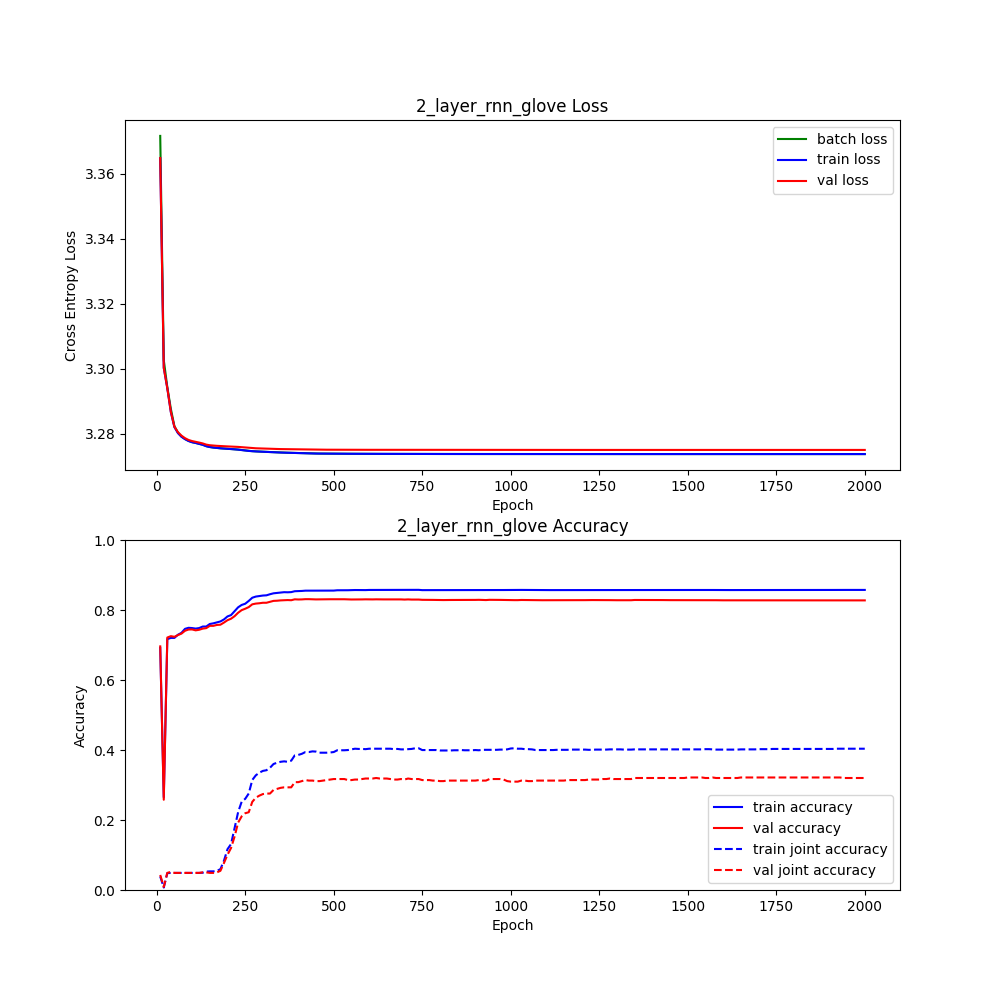 2_layer_rnn_glove Loss
batch loss
train loss
val loss
3.36
3.34
3.32
3.30
3.28
Cross Entropy Loss
0 250 500 750 1000 1250 1500 1750 2000
Epoch
2_layer_rnn_glove Accuracy
1.0
0.8
0.6
0.4
0.2
0.0
Accuracy
train accuracy
val accuracy
train joint accuracy
val joint accuracy
0 250 500 750 1000 1250 1500 1750 2000
Epoch